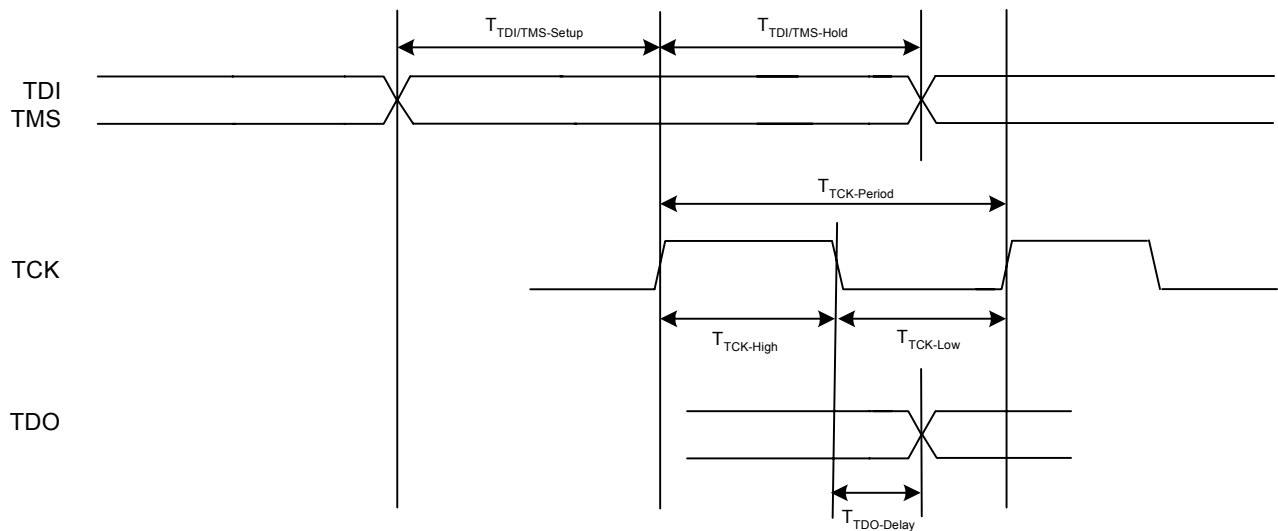 TTDI/TMS-Setup
TTDI/TMS-Hold
TDI
TMS
TTCK-Period
TCK
TTCK-High
TTCK-Low
TDO
TTDO-Delay